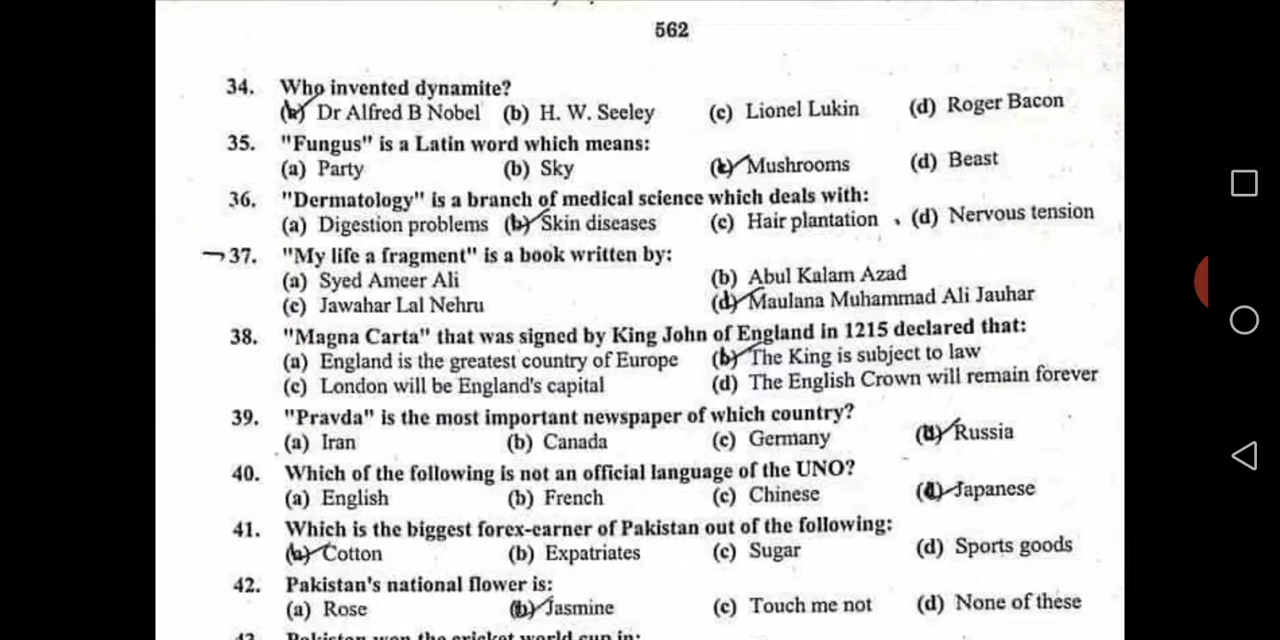 562
34. Who invented dynamite?
(a) Dr Alfred B Nobel (b) H. W. Seeley (c) Lionel Lukin (d) Roger Bacon
35. "Fungus" is a Latin word which means:
(a) Party (b) Sky (c) Mushrooms (d) Beast
36. "Dermatology" is a branch of medical science which deals with:
(a) Digestion problems (b) Skin diseases (c) Hair plantation (d) Nervous tension
37. "My life a fragment" is a book written by:
(a) Syed Ameer Ali (b) Abul Kalam Azad
(c) Jawahar Lal Nehru (d) Maulana Muhammad Ali Jauhar
38. "Magna Carta" that was signed by King John of England in 1215 declared that:
(a) England is the greatest country of Europe (b) The King is subject to law
(c) London will be England's capital (d) The English Crown will remain forever
39. "Pravda" is the most important newspaper of which country?
(a) Iran (b) Canada (c) Germany (d) Russia
40. Which of the following is not an official language of the UNO?
(a) English (b) French (c) Chinese (d) Japanese
41. Which is the biggest forex-earner of Pakistan out of the following:
(a) Cotton (b) Expatriates (c) Sugar (d) Sports goods
42. Pakistan's national flower is:
(a) Rose (b) Jasmine (c) Touch me not (d) None of these
43. Pakistan won the cricket world cup in: